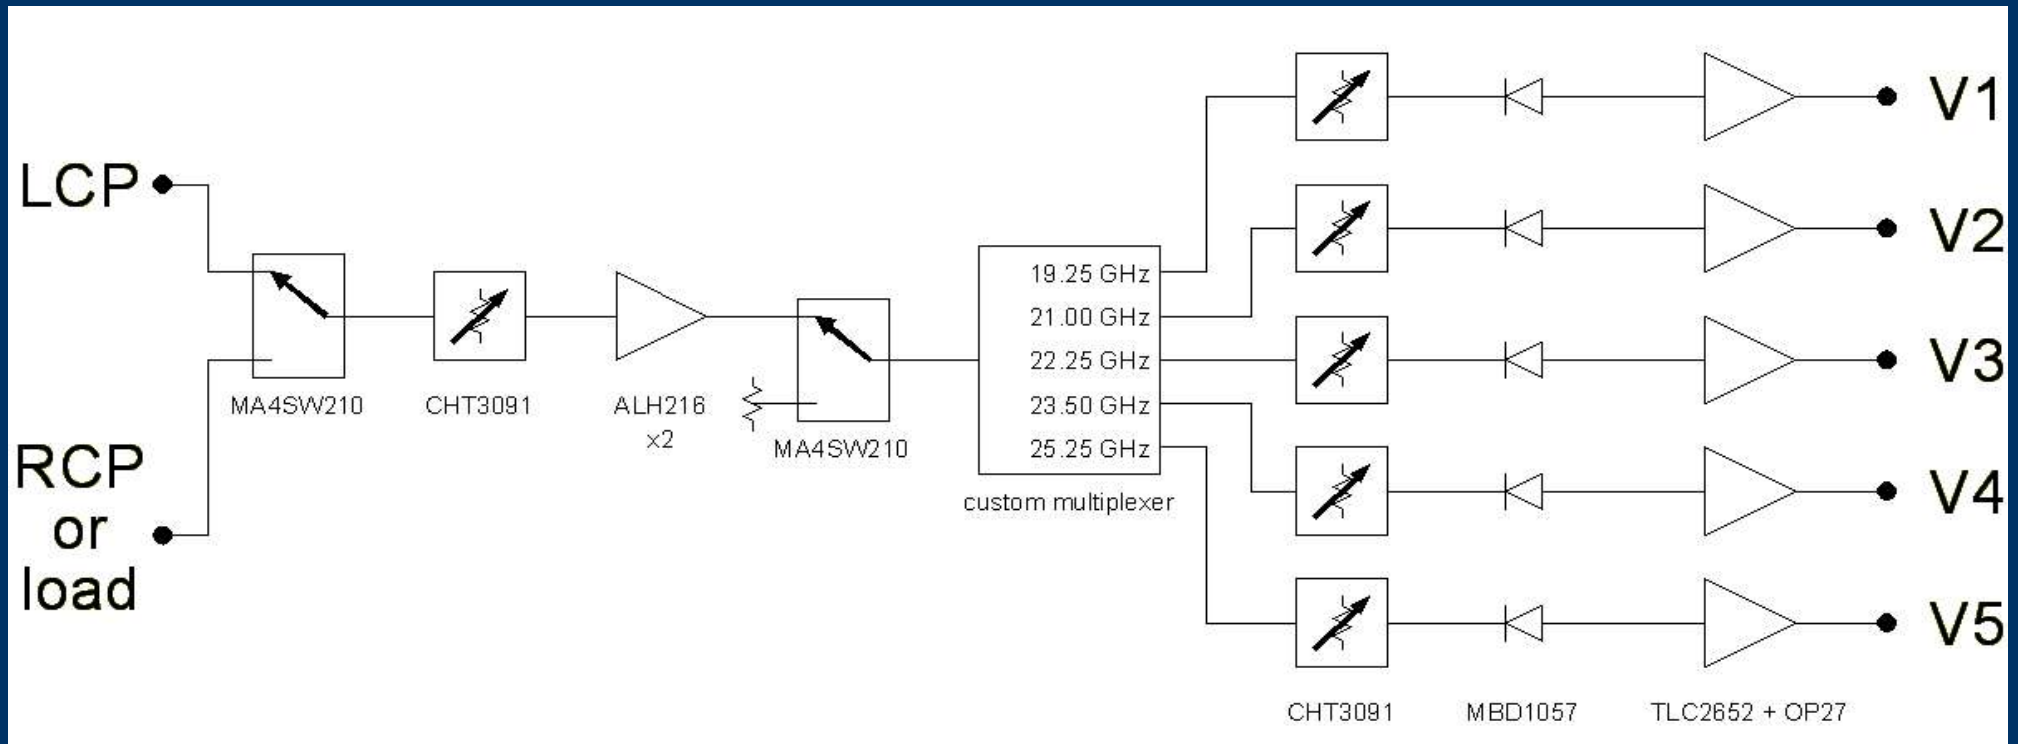 LCP
RCP
or
load
MA4SW210
CHT3091
ALH216
x2
MA4SW210
19.25 GHz
21.00 GHz
22.25 GHz
23.50 GHz
25.25 GHz
custom multiplexer
V1
V2
V3
V4
V5
CHT3091
MBD1057
TLC2652 + OP27